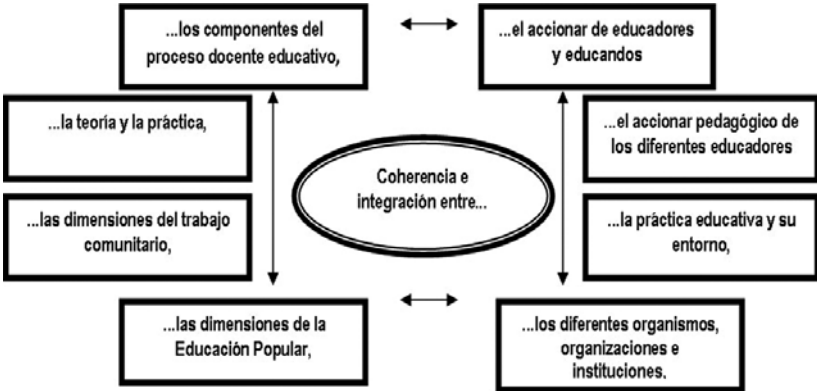 ...los componentes del
proceso docente educativo,
...el accionar de educadores
y educandos
...la teoría y la práctica,
...el accionar pedagógico de
los diferentes educadores
Coherencia e
integración entre...
...las dimensiones del trabajo
comunitario,
...la práctica educativa y su
entorno,
...las dimensiones de la
Educación Popular,
...los diferentes organismos,
organizaciones e
instituciones.